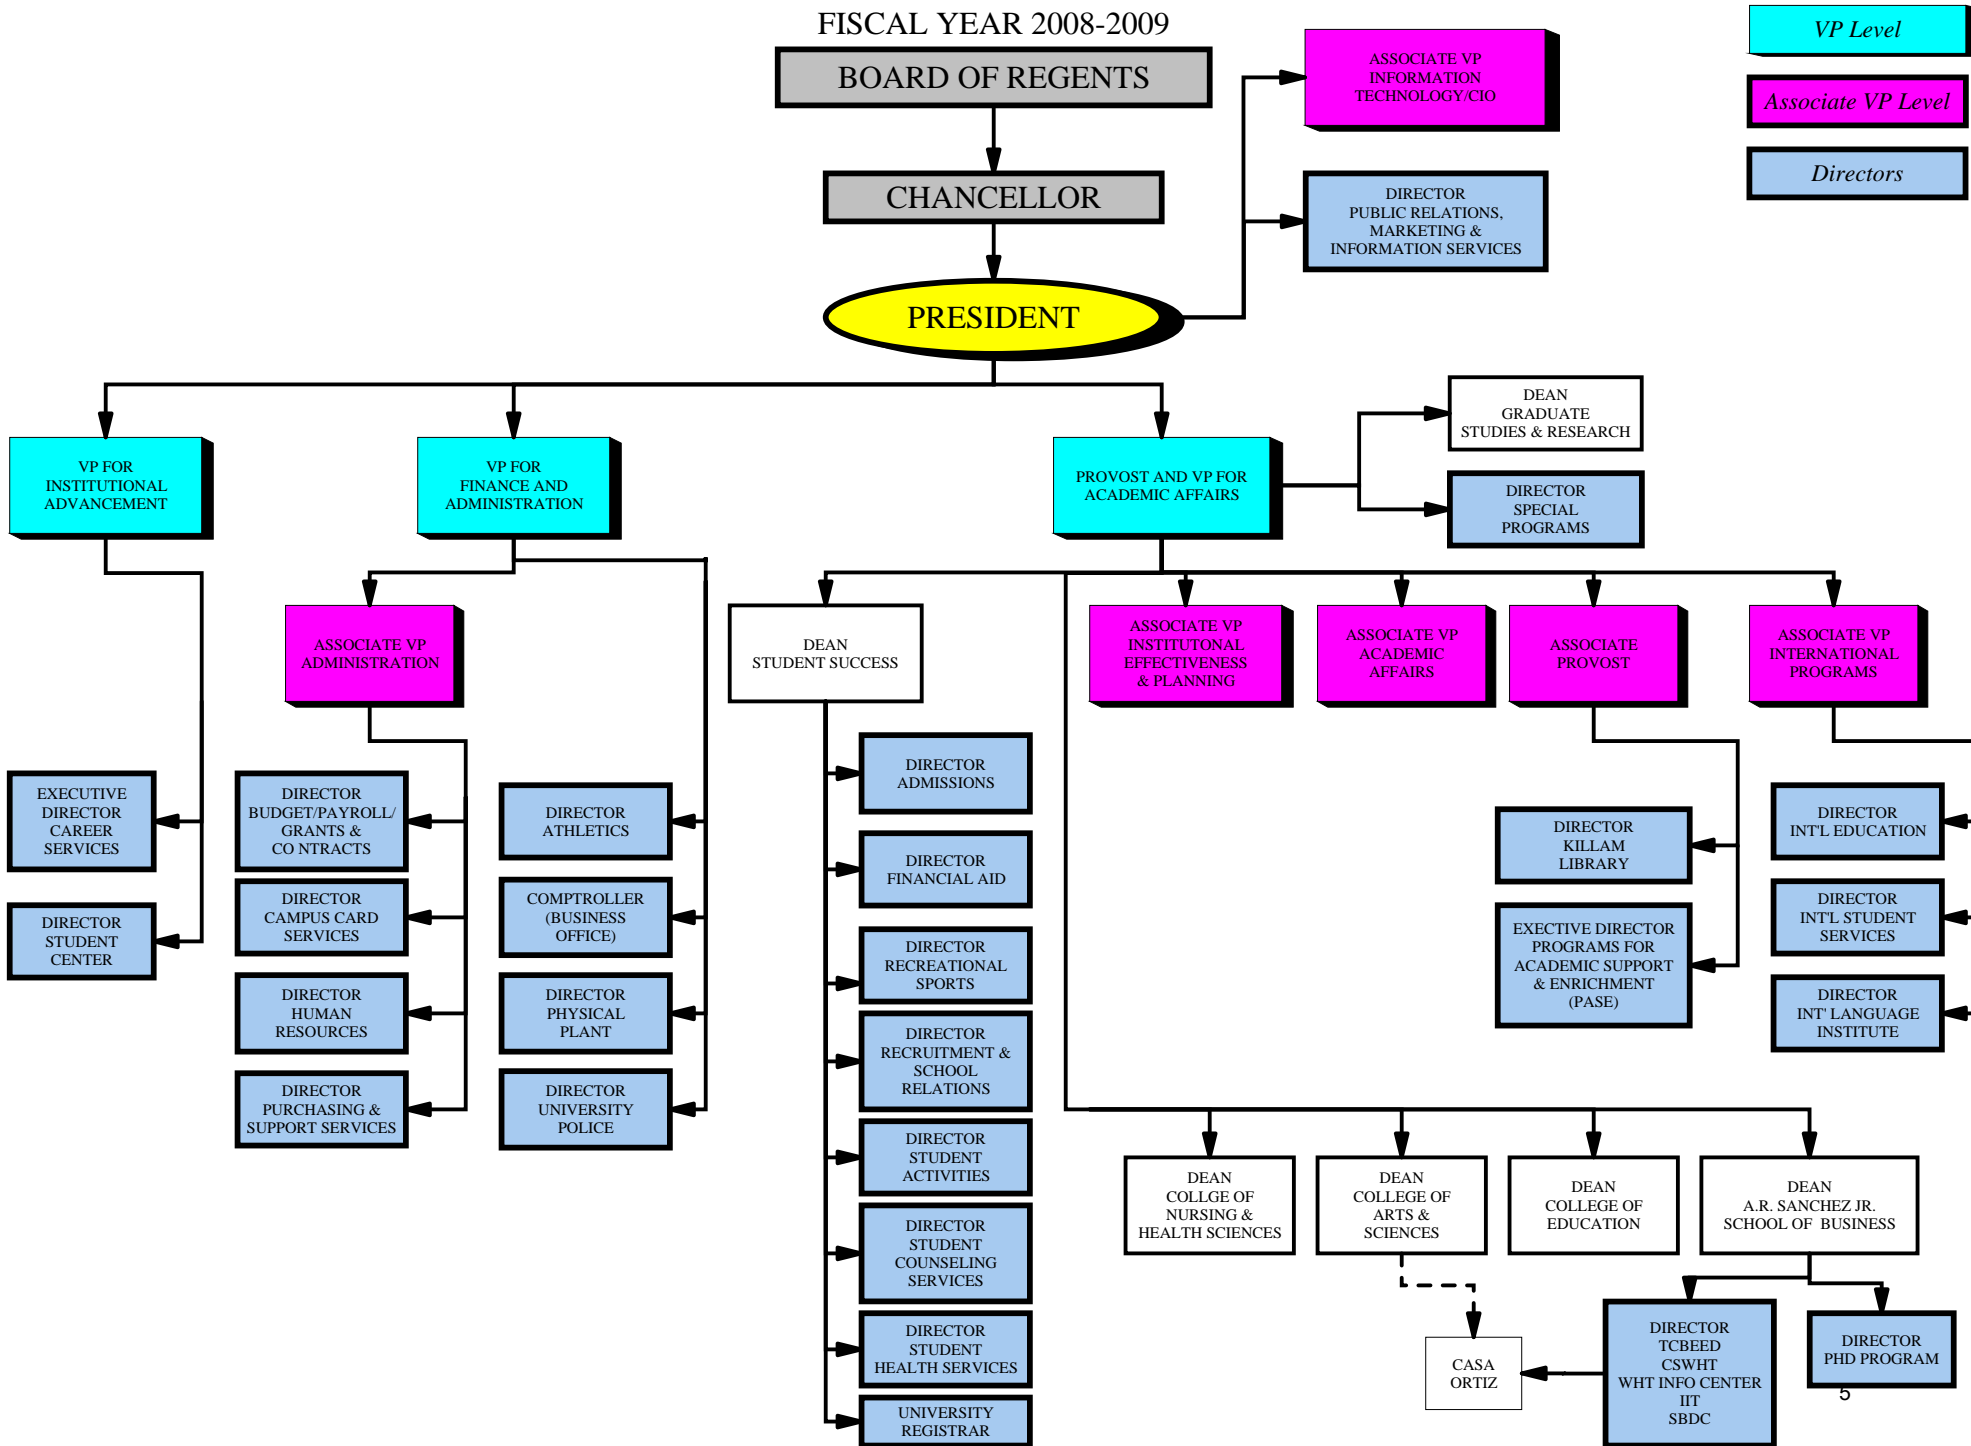 FISCAL YEAR 2008-2009
BOARD OF REGENTS
CHANCELLOR
PRESIDENT
ASSOCIATE VP
INFORMATION
TECHNOLOGY/CIO
DIRECTOR
PUBLIC RELATIONS,
MARKETING &
INFORMATION SERVICES
VP Level
Associate VP Level
Directors
VP FOR
INSTITUTIONAL
ADVANCEMENT
VP FOR
FINANCE AND
ADMINISTRATION
PROVOST AND VP FOR
ACADEMIC AFFAIRS
DEAN
GRADUATE
STUDIES & RESEARCH
DIRECTOR
SPECIAL
PROGRAMS
ASSOCIATE VP
ADMINISTRATION
DEAN
STUDENT SUCCESS
ASSOCIATE VP
INSTITUTONAL
EFFECTIVENESS
& PLANNING
ASSOCIATE VP
ACADEMIC
AFFAIRS
ASSOCIATE
PROVOST
ASSOCIATE VP
INTERNATIONAL
PROGRAMS
EXECUTIVE
DIRECTOR
CAREER
SERVICES
DIRECTOR
STUDENT
CENTER
DIRECTOR
BUDGET/PAYROLL/
GRANTS &
CO NTRACTS
DIRECTOR
CAMPUS CARD
SERVICES
DIRECTOR
HUMAN
RESOURCES
DIRECTOR
PURCHASING &
SUPPORT SERVICES
DIRECTOR
ATHLETICS
COMPTROLLER
(BUSINESS
OFFICE)
DIRECTOR
PHYSICAL
PLANT
DIRECTOR
UNIVERSITY
POLICE
DIRECTOR
ADMISSIONS
DIRECTOR
FINANCIAL AID
DIRECTOR
RECREATIONAL
SPORTS
DIRECTOR
RECRUITMENT &
SCHOOL
RELATIONS
DIRECTOR
STUDENT
ACTIVITIES
DIRECTOR
STUDENT
COUNSELING
SERVICES
DIRECTOR
STUDENT
HEALTH SERVICES
UNIVERSITY
REGISTRAR
DIRECTOR
KILLAM
LIBRARY
EXECTIVE DIRECTOR
PROGRAMS FOR
ACADEMIC SUPPORT
& ENRICHMENT
(PASE)
DIRECTOR
INT'L EDUCATION
DIRECTOR
INT'L STUDENT
SERVICES
DIRECTOR
INT' LANGUAGE
INSTITUTE
DEAN
COLLGE OF
NURSING &
HEALTH SCIENCES
DEAN
COLLEGE OF
ARTS &
SCIENCES
DEAN
COLLEGE OF
EDUCATION
DEAN
A.R. SANCHEZ JR.
SCHOOL OF BUSINESS
CASA
ORTIZ
DIRECTOR
TCBEED
CSWHT
WHT INFO CENTER
IIT
SBDC
DIRECTOR
PHD PROGRAM
5